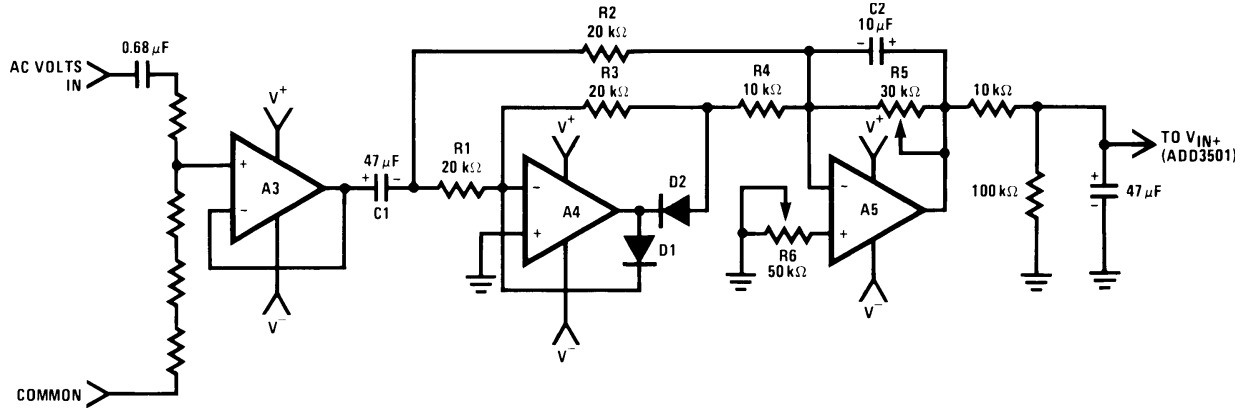 AC VOLTS
IN
0.68 µF
V⁺
+
A3
−
V⁻
47 µF
+ −
C1
R1
20 kΩ
R2
20 kΩ
R3
20 kΩ
V⁺
−
A4
+
V⁻
D2
D1
R4
10 kΩ
C2
10 µF
− +
R5
30 kΩ
V⁺
−
A5
+
V⁻
R6
50 kΩ
10 kΩ
100 kΩ
+
−
47 µF
TO VIN+
(ADD3501)
COMMON